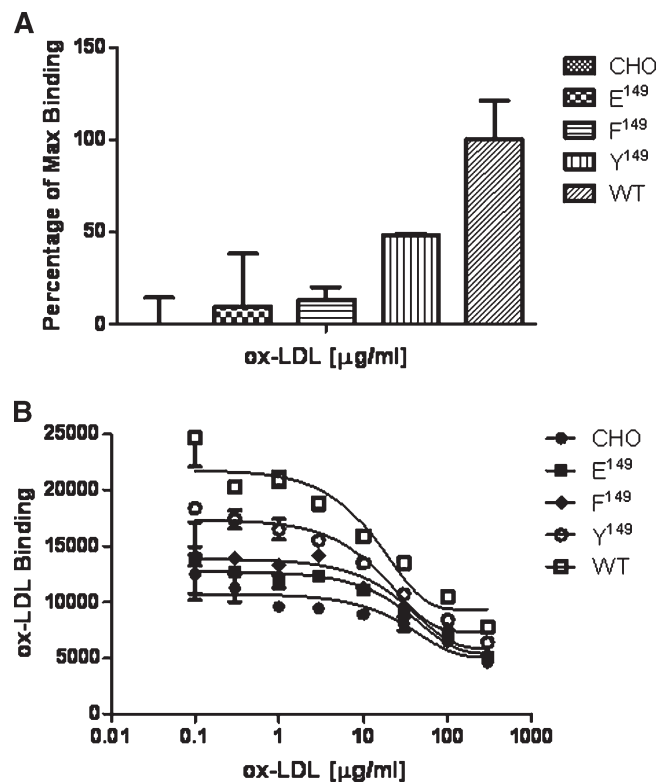 A
Percentage of Max Binding
150
100
50
0
ox-LDL [µg/ml]
CHO
E¹⁴⁹
F¹⁴⁹
Y¹⁴⁹
WT
B
ox-LDL Binding
25000
20000
15000
10000
5000
0
0.01
0.1
1
10
100
1000
ox-LDL [µg/ml]
CHO
E¹⁴⁹
F¹⁴⁹
Y¹⁴⁹
WT